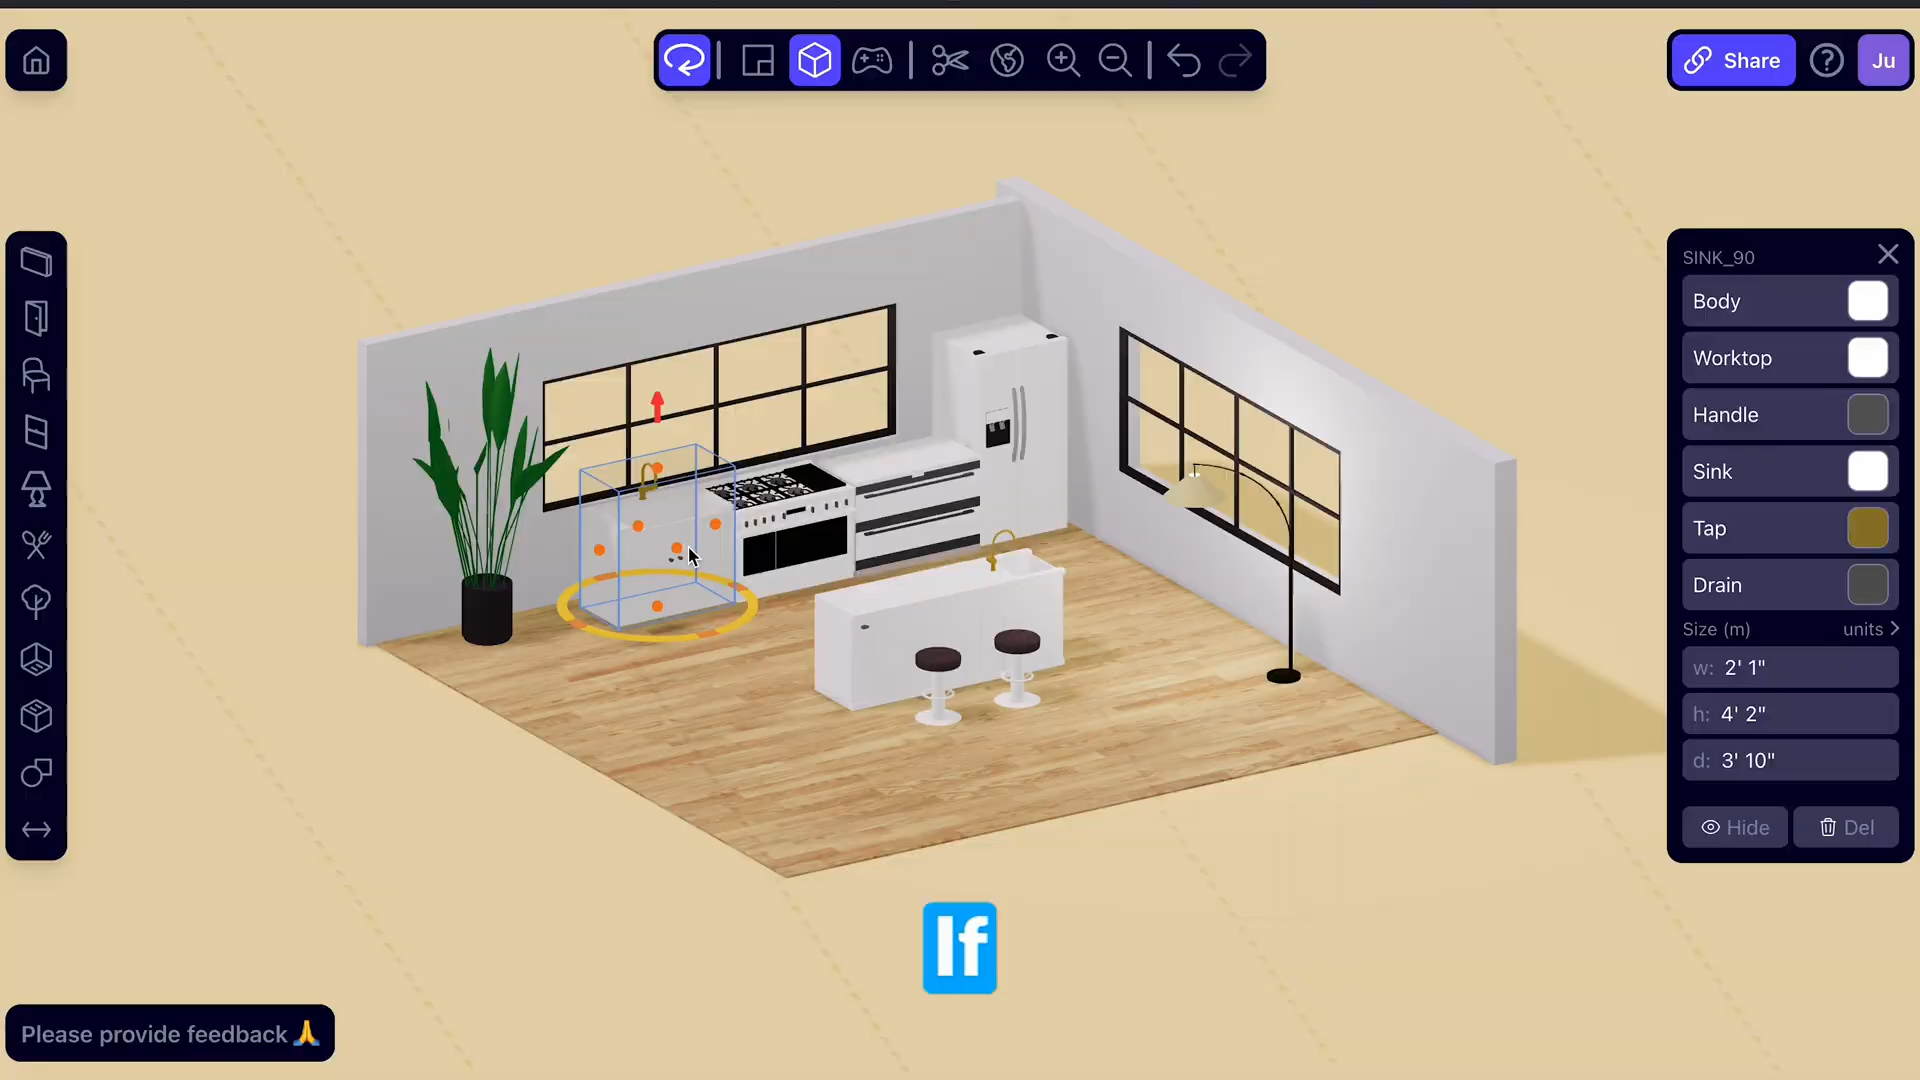 Share
Ju
SINK_90
Body
Worktop
Handle
Sink
Tap
Drain
Size (m) units
w: 2' 1"
h: 4' 2"
d: 3' 10"
Hide Del
If
Please provide feedback 🙏